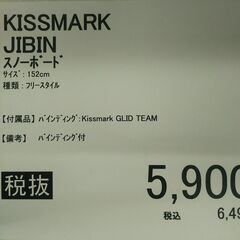 KISSMARK
JIBIN
スノーボード
サイズ：152cm
種類：フリースタイル
【付属品】バインディング：Kissmark GLID TEAM
【備考】 バインディング付
税抜 5,900
税込 6,49